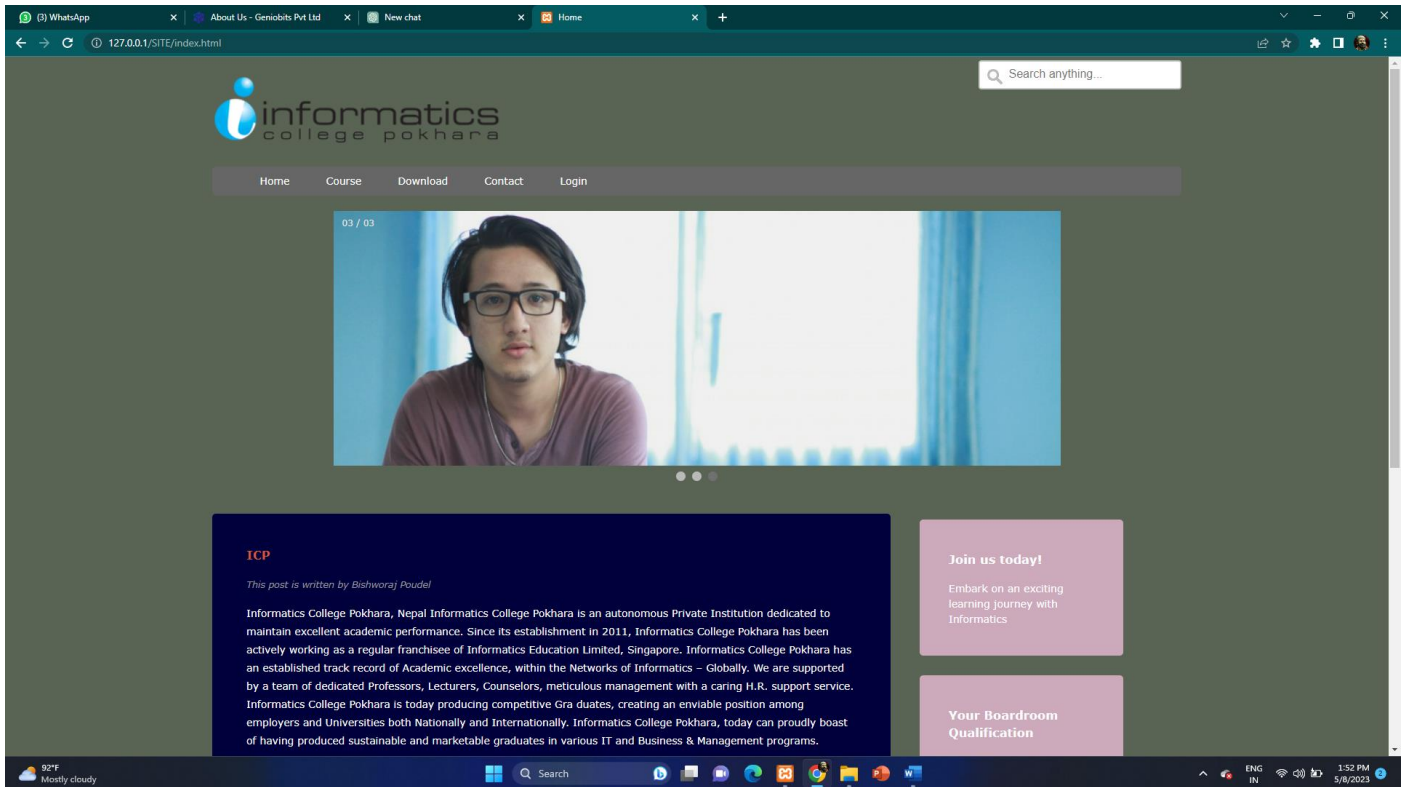 (3) WhatsApp
About Us - Geniobits Pvt Ltd
New chat
Home
127.0.0.1/SITE/index.html
Search anything...
informatics
college pokhara
Home Course Download Contact Login
03 / 03
ICP
This post is written by Bishworaj Poudel
Informatics College Pokhara, Nepal Informatics College Pokhara is an autonomous Private Institution dedicated to
maintain excellent academic performance. Since its establishment in 2011, Informatics College Pokhara has been
actively working as a regular franchisee of Informatics Education Limited, Singapore. Informatics College Pokhara has
an established track record of Academic excellence, within the Networks of Informatics – Globally. We are supported
by a team of dedicated Professors, Lecturers, Counselors, meticulous management with a caring H.R. support service.
Informatics College Pokhara is today producing competitive Gra duates, creating an enviable position among
employers and Universities both Nationally and Internationally. Informatics College Pokhara, today can proudly boast
of having produced sustainable and marketable graduates in various IT and Business & Management programs.
Join us today!
Embark on an exciting
learning journey with
Informatics
Your Boardroom
Qualification
92°F
Mostly cloudy
Search
ENG
IN
1:52 PM
5/8/2023
2